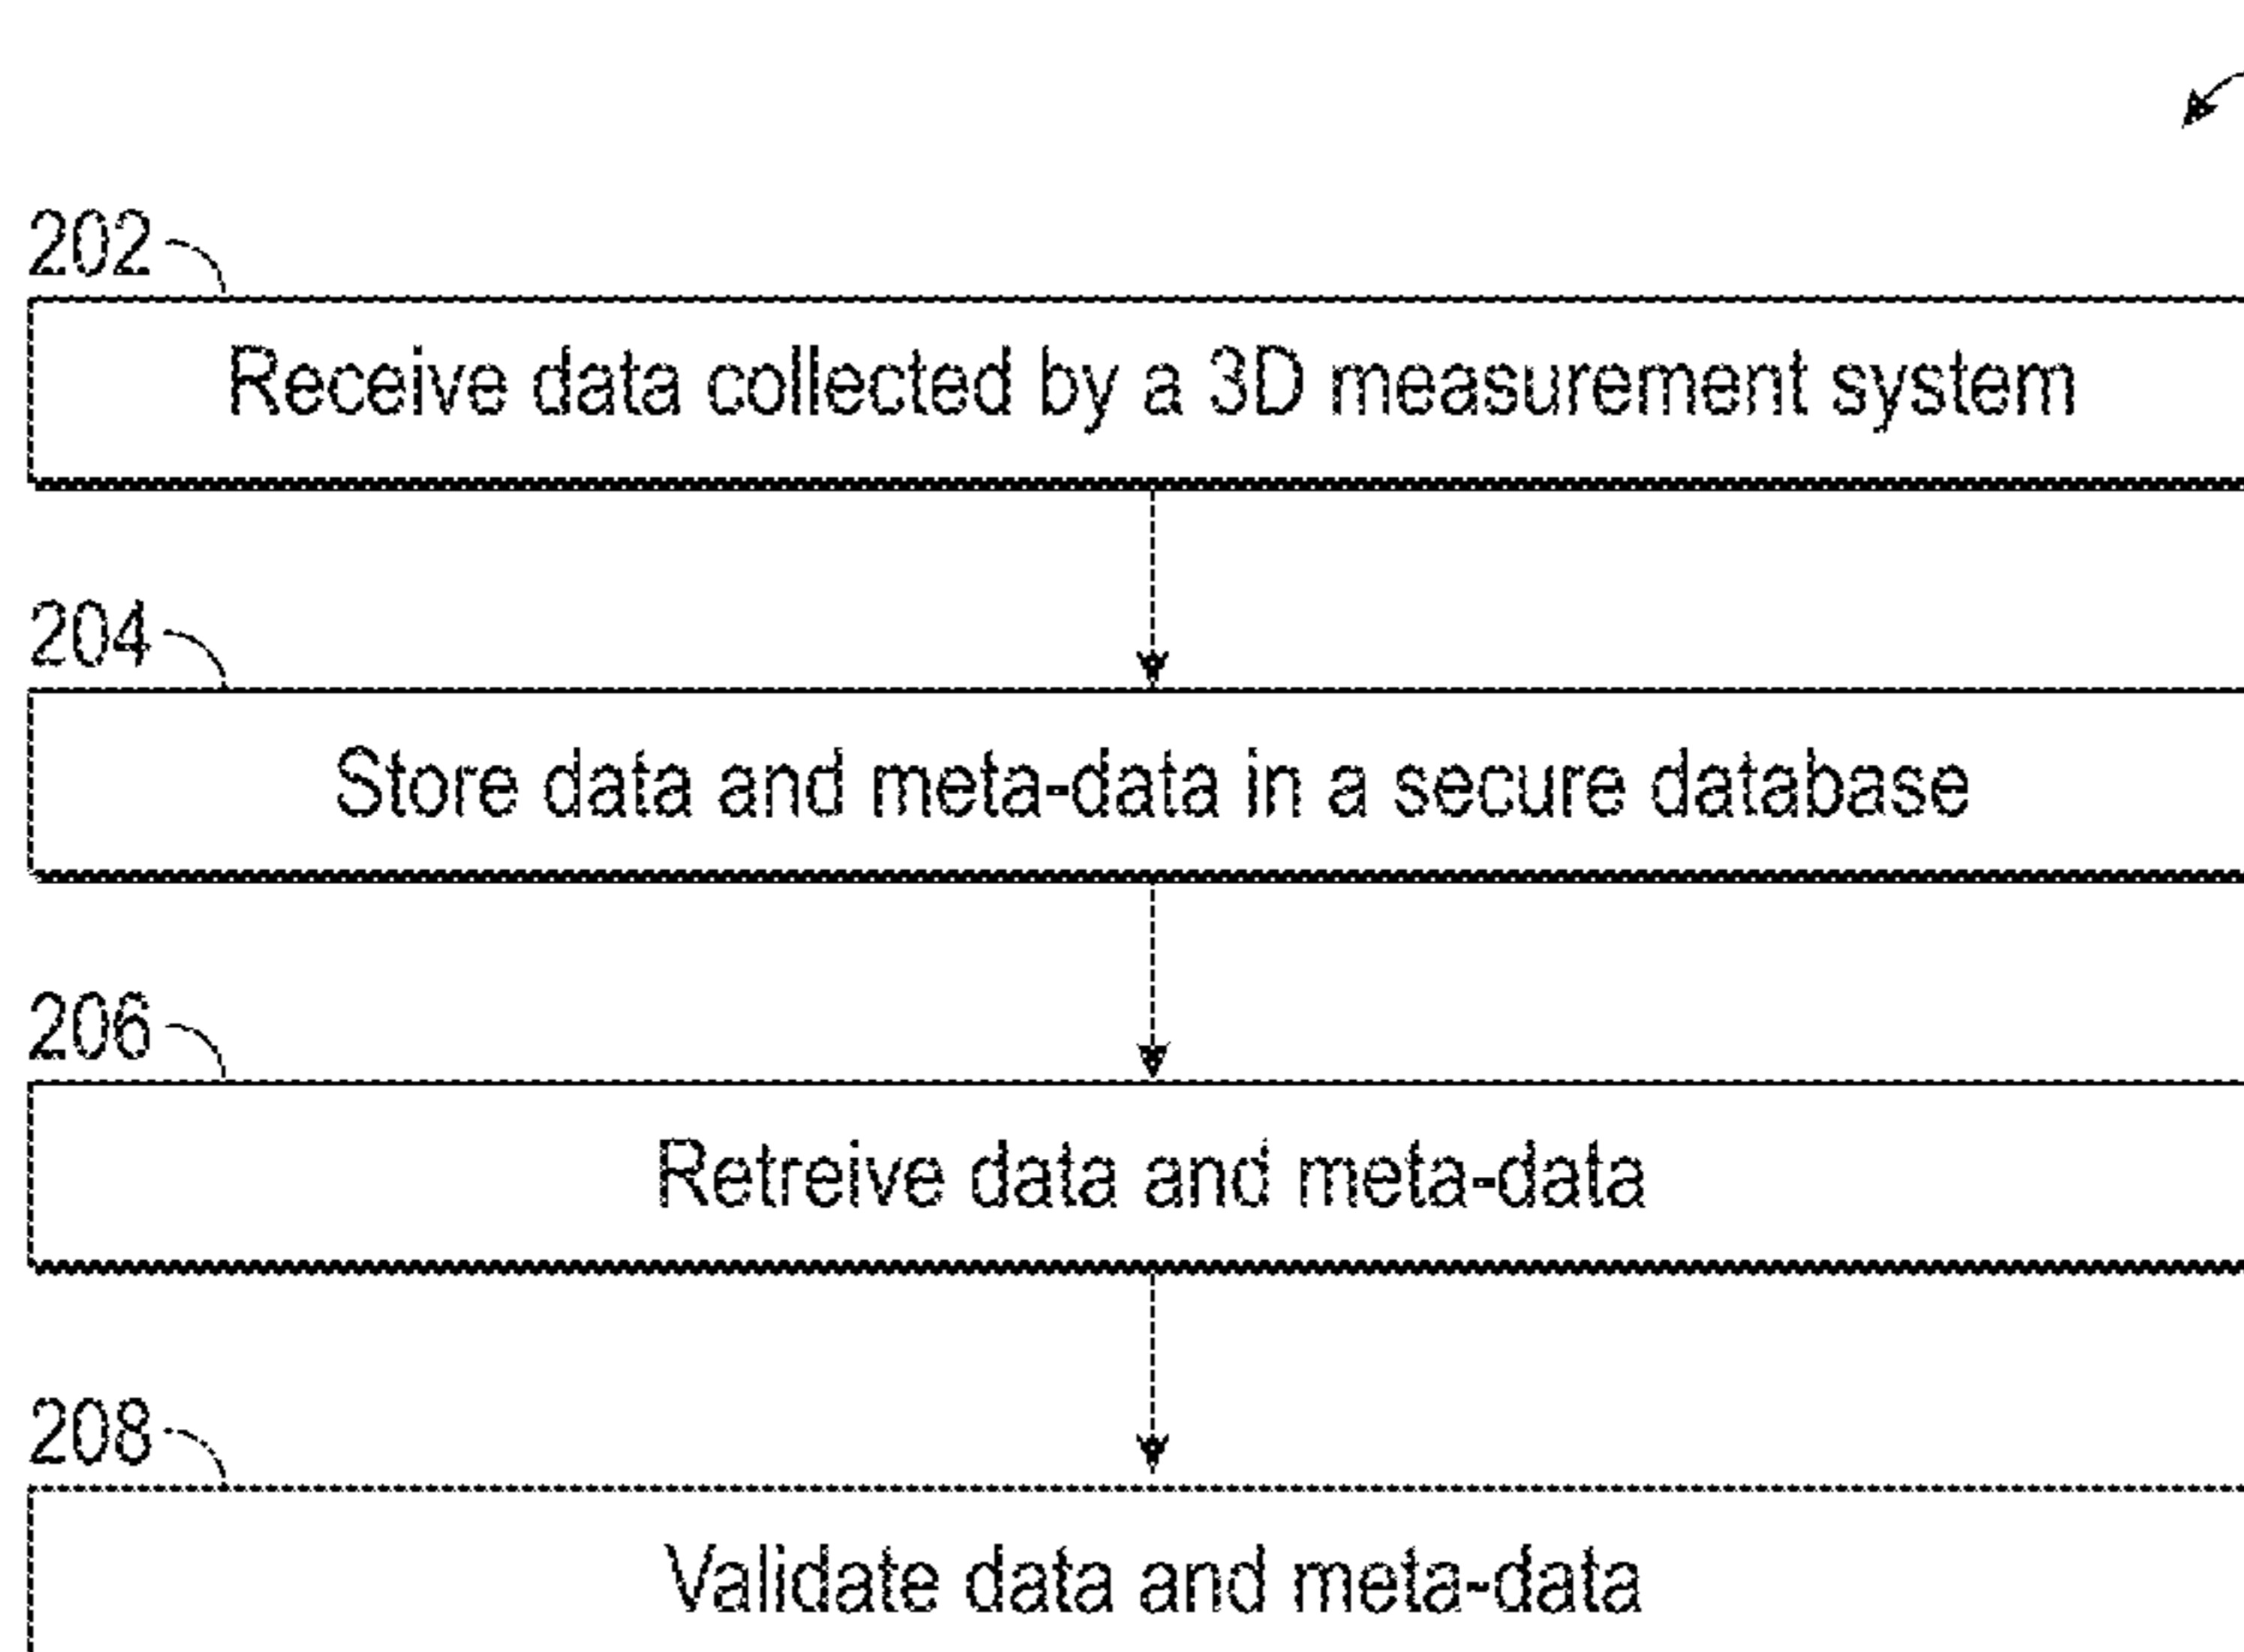 202
Receive data collected by a 3D measurement system
204
Store data and meta-data in a secure database
206
Retreive data and meta-data
208
Validate data and meta-data